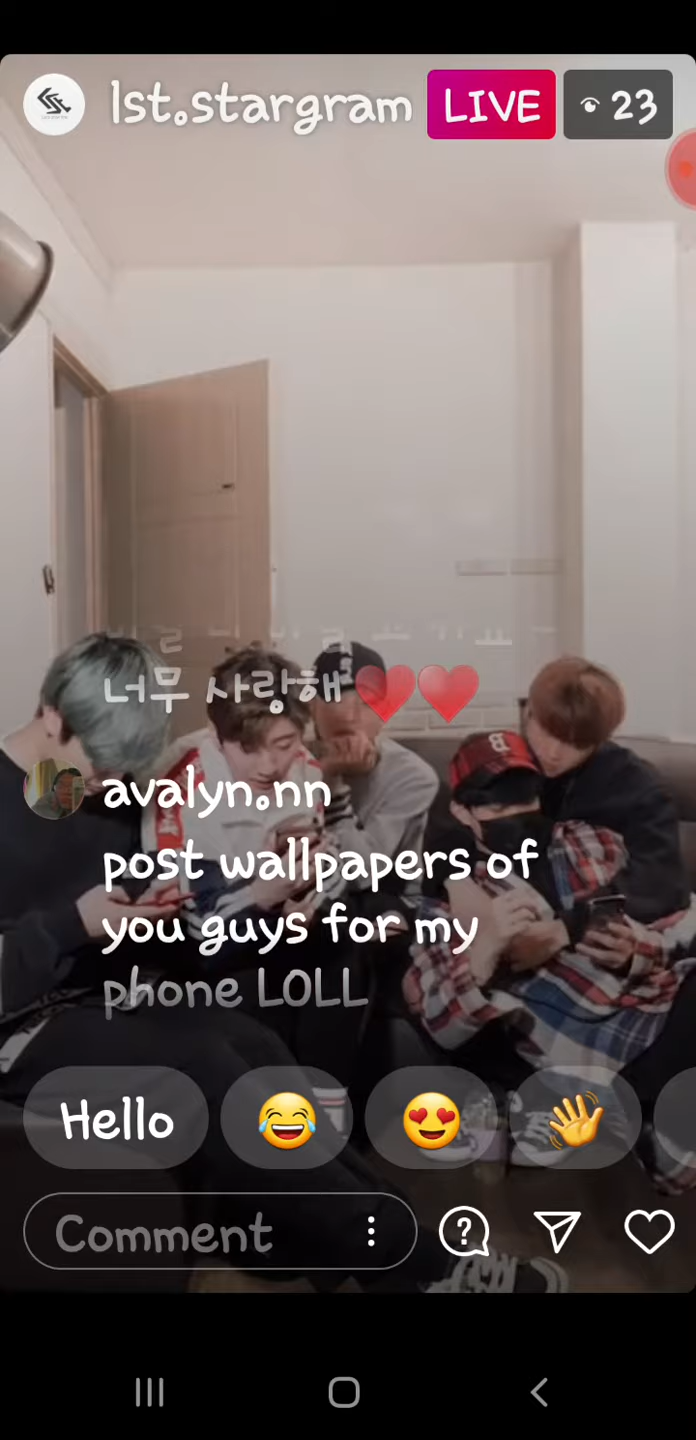 lst.stargram LIVE 23
너무 사랑해 ❤️❤️
avalyn.nn
post wallpapers of
you guys for my
phone LOLL
Hello 😂 😍 👋
Comment